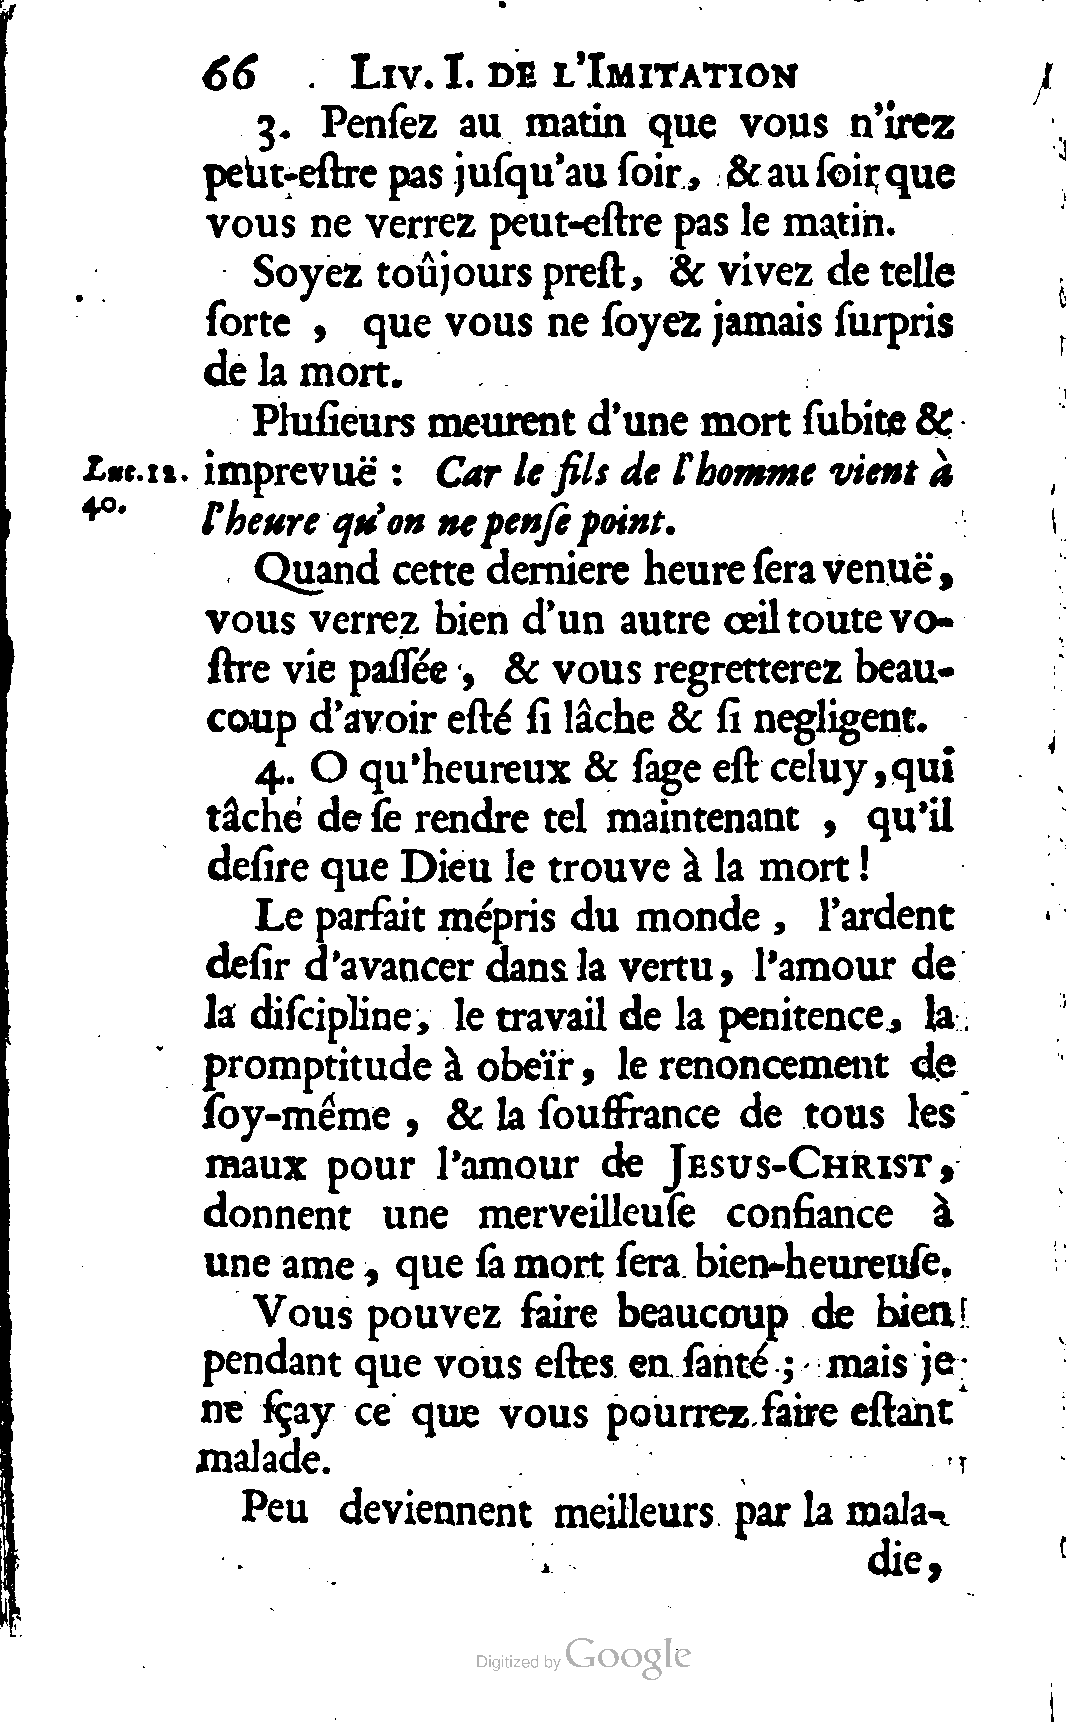 66 LIV. I. DE L'IMITATION
3. Penſez au matin que vous n'irez
peut-eſtre pas juſqu'au ſoir, & au ſoir que
vous ne verrez peut-eſtre pas le matin.
Soyez toûjours preſt, & vivez de telle
ſorte, que vous ne ſoyez jamais ſurpris
de la mort.
Pluſieurs meurent d'une mort ſubite &
Luc.12. imprevuë : Car le fils de l'homme vient à
40. l'heure qu'on ne penſe point.
Quand cette derniere heure ſera venuë,
vous verrez bien d'un autre œil toute vo-
ſtre vie paſſée, & vous regretterez beau-
coup d'avoir eſté ſi lâche & ſi negligent.
4. O qu'heureux & ſage eſt celuy, qui
tâche de ſe rendre tel maintenant, qu'il
deſire que Dieu le trouve à la mort !
Le parfait mépris du monde, l'ardent
deſir d'avancer dans la vertu, l'amour de
la diſcipline, le travail de la penitence, la
promptitude à obeïr, le renoncement de
ſoy-même, & la ſouffrance de tous les
maux pour l'amour de JESUS-CHRIST,
donnent une merveilleuſe confiance à
une ame, que ſa mort ſera bien-heureuſe.
Vous pouvez faire beaucoup de bien
pendant que vous eſtes en ſanté ; mais je
ne ſçay ce que vous pourrez faire eſtant
malade.
Peu deviennent meilleurs par la mala-
die,
Digitized by Google